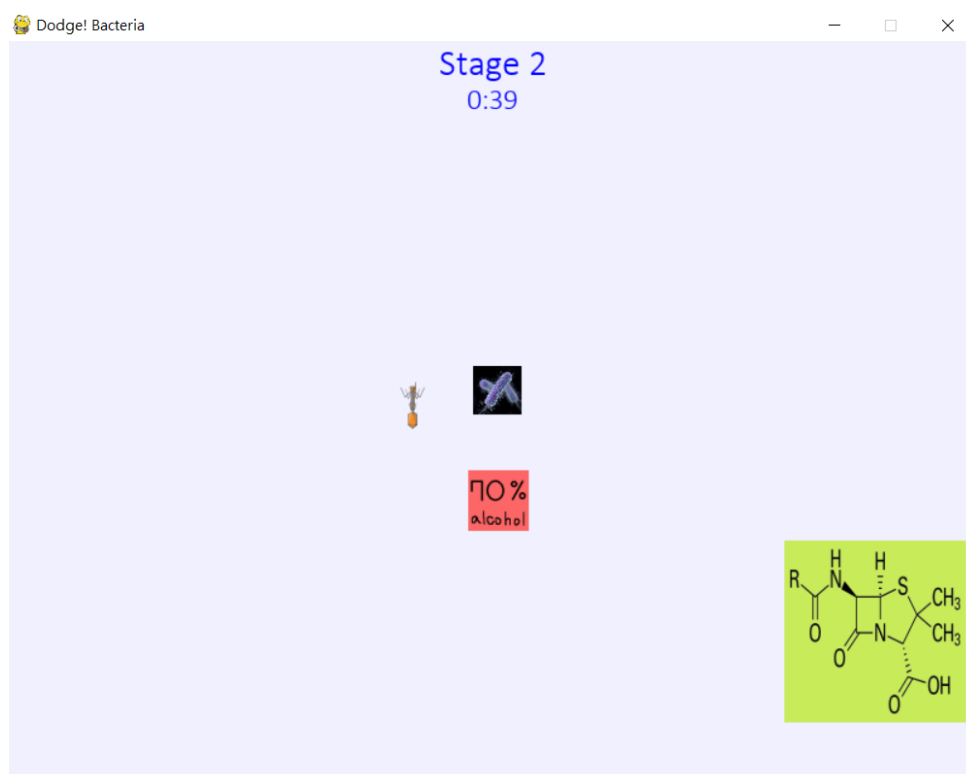 Dodge! Bacteria
Stage 2
0:39
70%
alcohol
H
H
R
N
S
CH₃
O
N
CH₃
O
OH
O